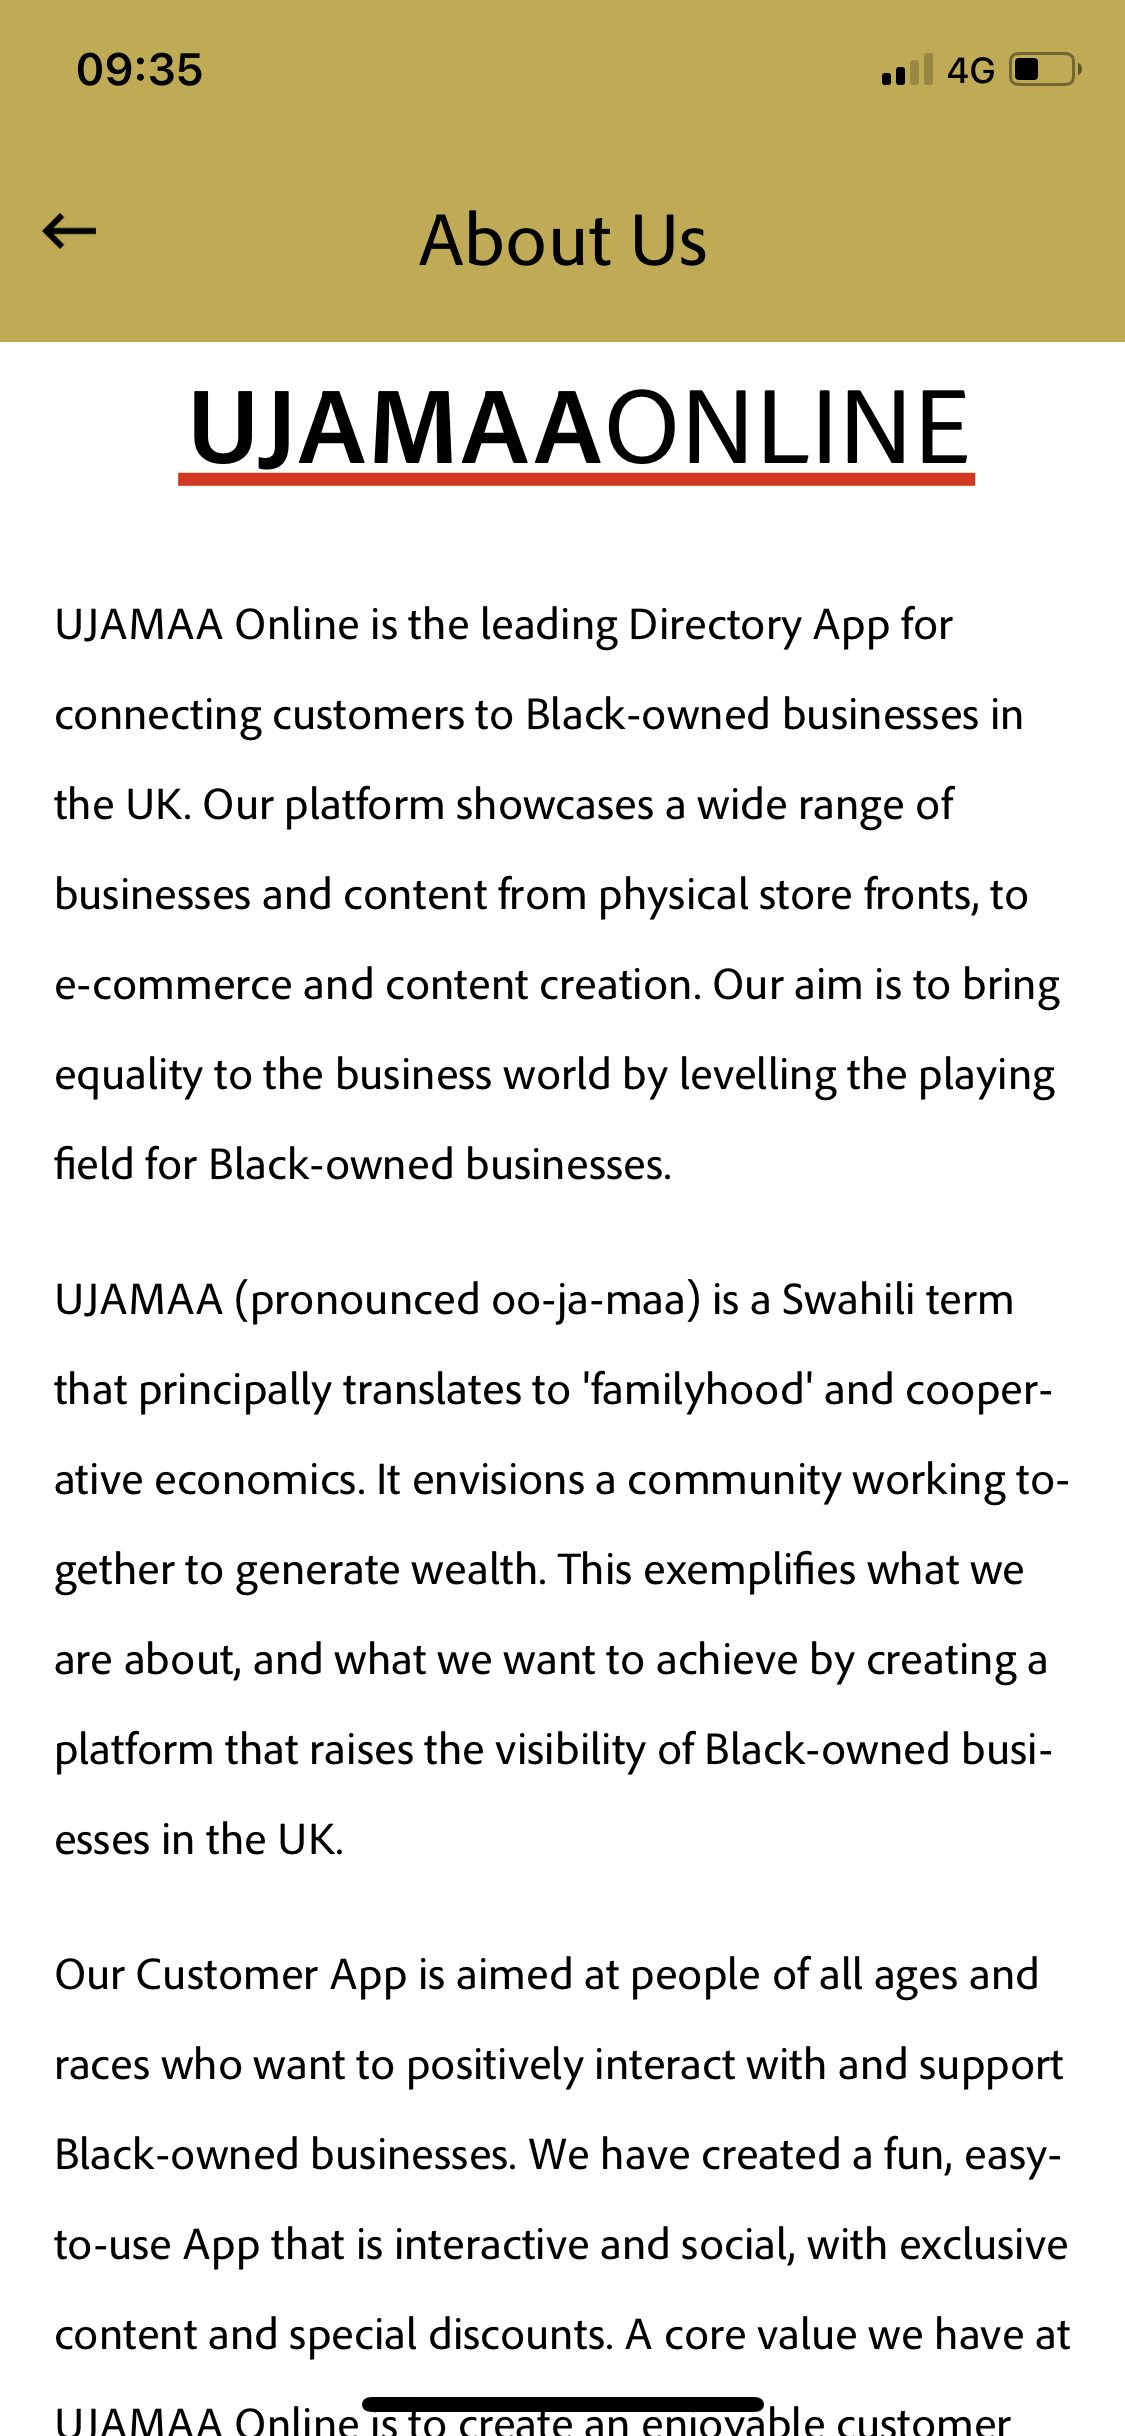 09:35
4G
About Us
UJAMAAONLINE
UJAMAA Online is the leading Directory App for
connecting customers to Black-owned businesses in
the UK. Our platform showcases a wide range of
businesses and content from physical store fronts, to
e-commerce and content creation. Our aim is to bring
equality to the business world by levelling the playing
field for Black-owned businesses.
UJAMAA (pronounced oo-ja-maa) is a Swahili term
that principally translates to 'familyhood' and cooper-
ative economics. It envisions a community working to-
gether to generate wealth. This exemplifies what we
are about, and what we want to achieve by creating a
platform that raises the visibility of Black-owned busi-
esses in the UK.
Our Customer App is aimed at people of all ages and
races who want to positively interact with and support
Black-owned businesses. We have created a fun, easy-
to-use App that is interactive and social, with exclusive
content and special discounts. A core value we have at
UJAMAA Online is to create an enjoyable customer